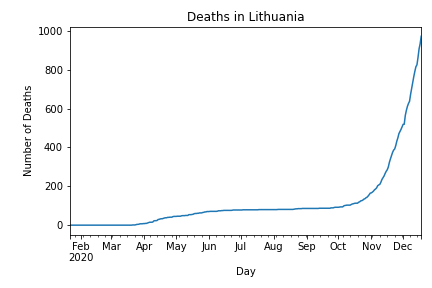 Deaths in Lithuania
1000
800
600
400
200
0
Number of Deaths
Feb Mar Apr May Jun Jul Aug Sep Oct Nov Dec
2020
Day